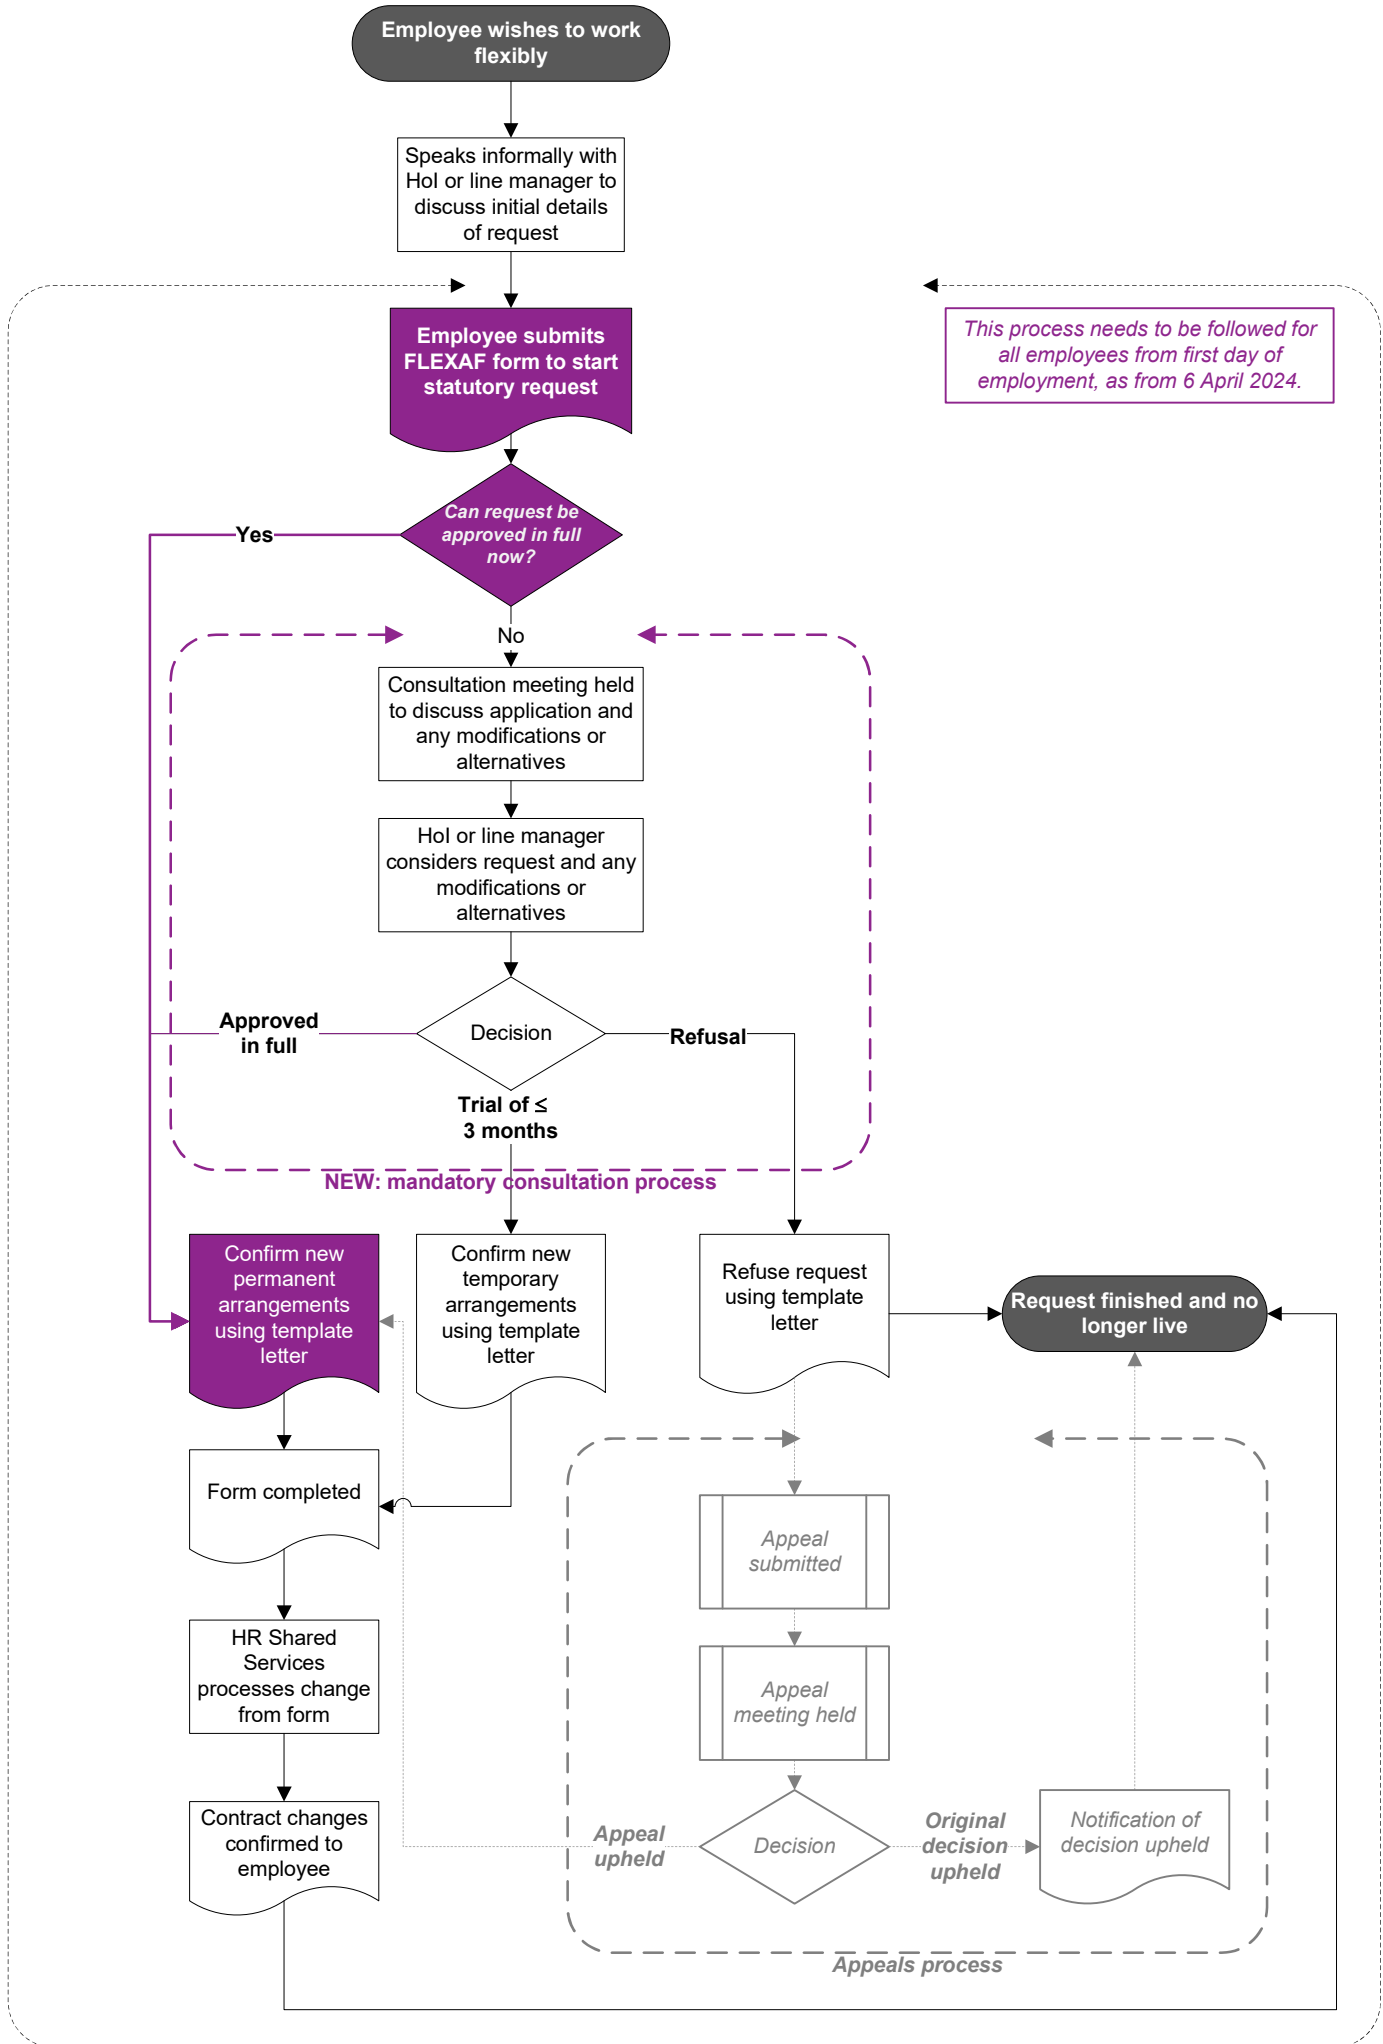 Employee wishes to work
flexibly
Speaks informally with
HoI or line manager to
discuss initial details
of request
Employee submits
FLEXAF form to start
statutory request
This process needs to be followed for
all employees from first day of
employment, as from 6 April 2024.
Can request be
approved in full
now?
Yes
No
Consultation meeting held
to discuss application and
any modifications or
alternatives
HoI or line manager
considers request and any
modifications or
alternatives
Decision
Approved
in full
Refusal
Trial of ≤
3 months
NEW: mandatory consultation process
Confirm new
permanent
arrangements
using template
letter
Confirm new
temporary
arrangements
using template
letter
Refuse request
using template
letter
Request finished and no
longer live
Form completed
Appeal
submitted
HR Shared
Services
processes change
from form
Appeal
meeting held
Contract changes
confirmed to
employee
Appeal
upheld
Decision
Original
decision
upheld
Notification of
decision upheld
Appeals process